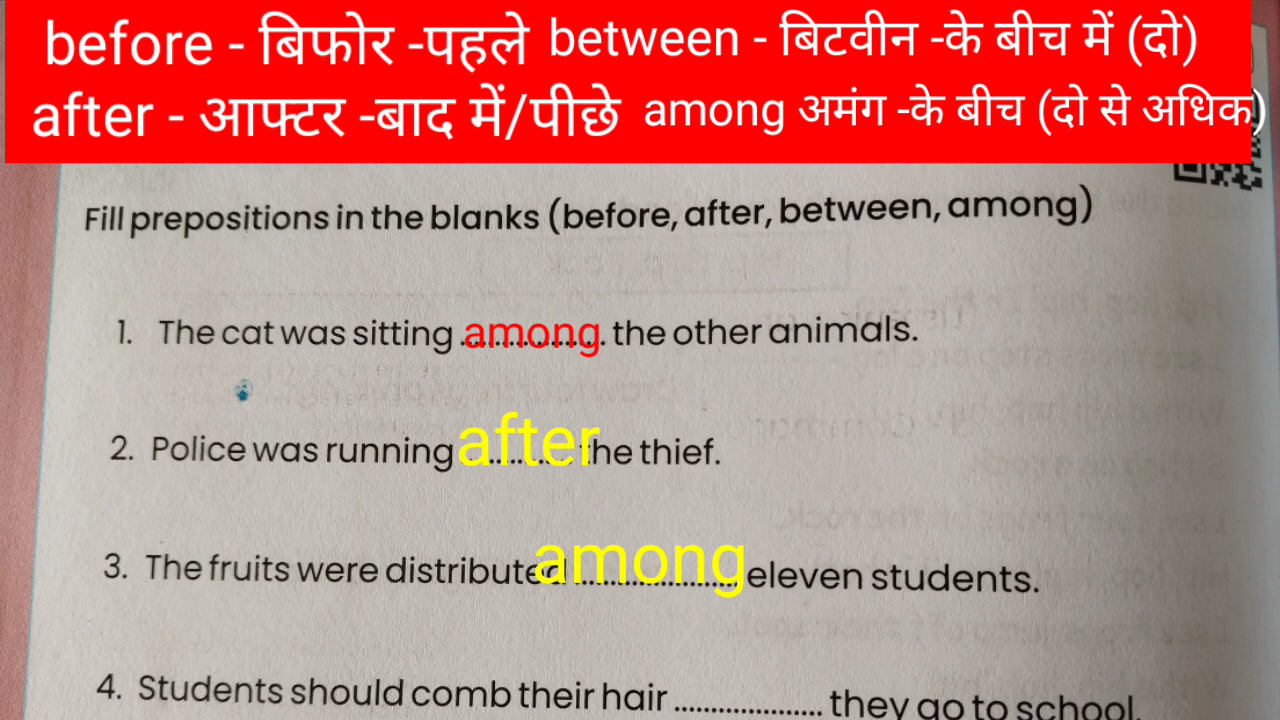 before - बिफोर -पहले between - बिटवीन -के बीच में (दो)
after - आफ्टर -बाद में/पीछे among अमंग -के बीच (दो से अधिक)
Fill prepositions in the blanks (before, after, between, among)
1. The cat was sitting among the other animals.
2. Police was running after the thief.
3. The fruits were distributed among eleven students.
4. Students should comb their hair .................... they go to school.